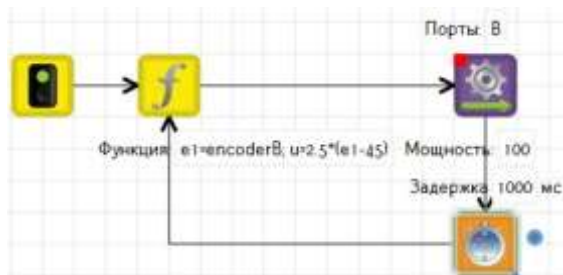 Порты: B
Функция: e1=encoderB; u=2.5*(e1-45)
Мощность: 100
Задержка: 1000 мс